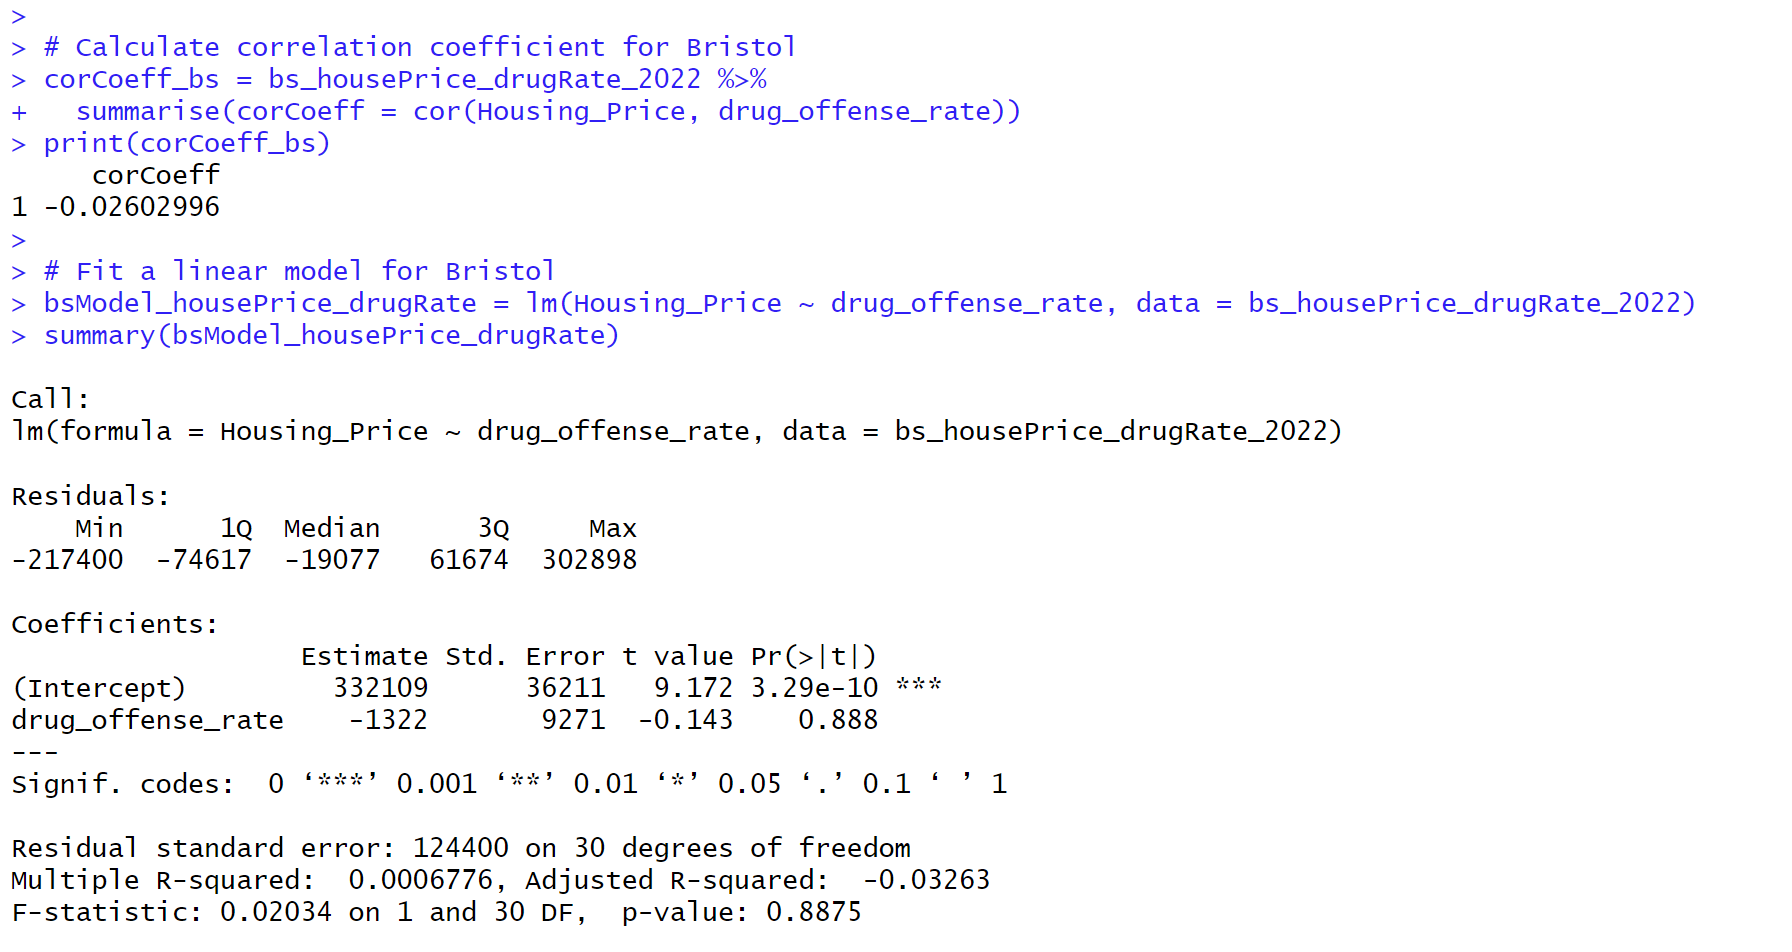 >
> # Calculate correlation coefficient for Bristol
> corCoeff_bs = bs_housePrice_drugRate_2022 %>%
+   summarise(corCoeff = cor(Housing_Price, drug_offense_rate))
> print(corCoeff_bs)
     corCoeff
1 -0.02602996
>
> # Fit a linear model for Bristol
> bsModel_housePrice_drugRate = lm(Housing_Price ~ drug_offense_rate, data = bs_housePrice_drugRate_2022)
> summary(bsModel_housePrice_drugRate)

Call:
lm(formula = Housing_Price ~ drug_offense_rate, data = bs_housePrice_drugRate_2022)

Residuals:
    Min      1Q  Median      3Q     Max
-217400  -74617  -19077   61674  302898

Coefficients:
                  Estimate Std. Error t value Pr(>|t|)
(Intercept)         332109      36211   9.172 3.29e-10 ***
drug_offense_rate    -1322       9271  -0.143    0.888
---
Signif. codes:  0 ‘***’ 0.001 ‘**’ 0.01 ‘*’ 0.05 ‘.’ 0.1 ‘ ’ 1

Residual standard error: 124400 on 30 degrees of freedom
Multiple R-squared:  0.0006776, Adjusted R-squared:  -0.03263
F-statistic: 0.02034 on 1 and 30 DF,  p-value: 0.8875